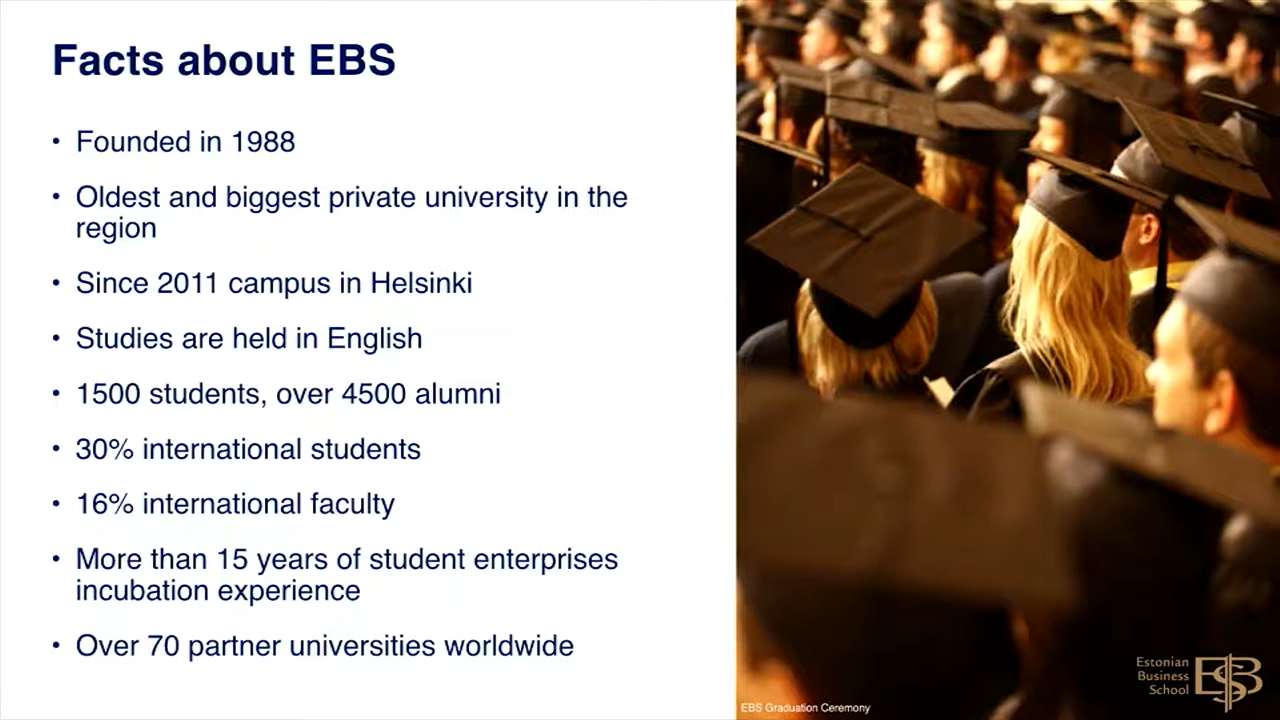 Facts about EBS
• Founded in 1988
• Oldest and biggest private university in the
region
• Since 2011 campus in Helsinki
• Studies are held in English
• 1500 students, over 4500 alumni
• 30% international students
• 16% international faculty
• More than 15 years of student enterprises
incubation experience
• Over 70 partner universities worldwide
EBS Graduation Ceremony
Estonian
Business
School
EBS